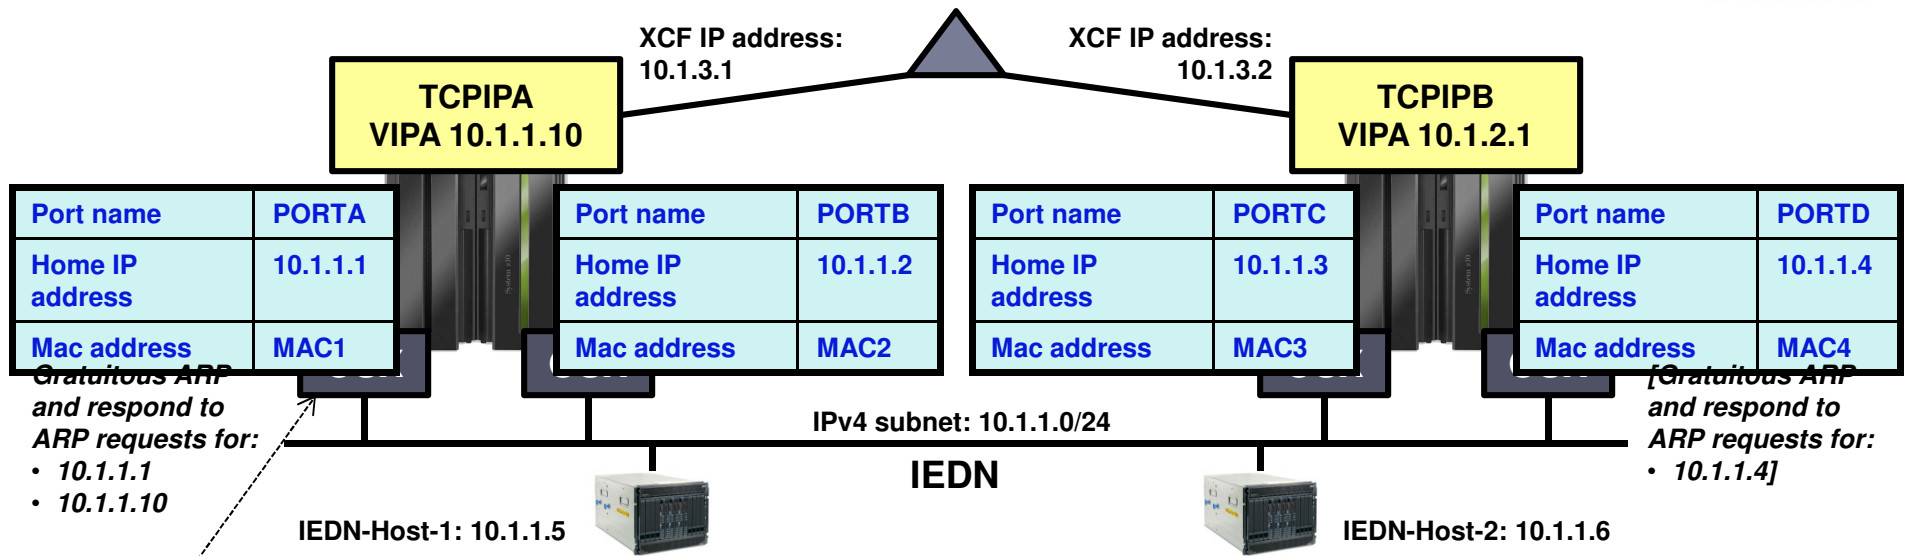 XCF IP address:
10.1.3.1
XCF IP address:
10.1.3.2
TCPIPA
VIPA 10.1.1.10
TCPIPB
VIPA 10.1.2.1
Port name PORTA
Home IP address 10.1.1.1
Mac address MAC1
Port name PORTB
Home IP address 10.1.1.2
Mac address MAC2
Port name PORTC
Home IP address 10.1.1.3
Mac address MAC3
Port name PORTD
Home IP address 10.1.1.4
Mac address MAC4
System z10
System z10
Gratuitous ARP
and respond to
ARP requests for:
• 10.1.1.1
• 10.1.1.10
IPv4 subnet: 10.1.1.0/24
IEDN
[Gratuitous ARP
and respond to
ARP requests for:
• 10.1.1.4]
IEDN-Host-1: 10.1.1.5
IEDN-Host-2: 10.1.1.6